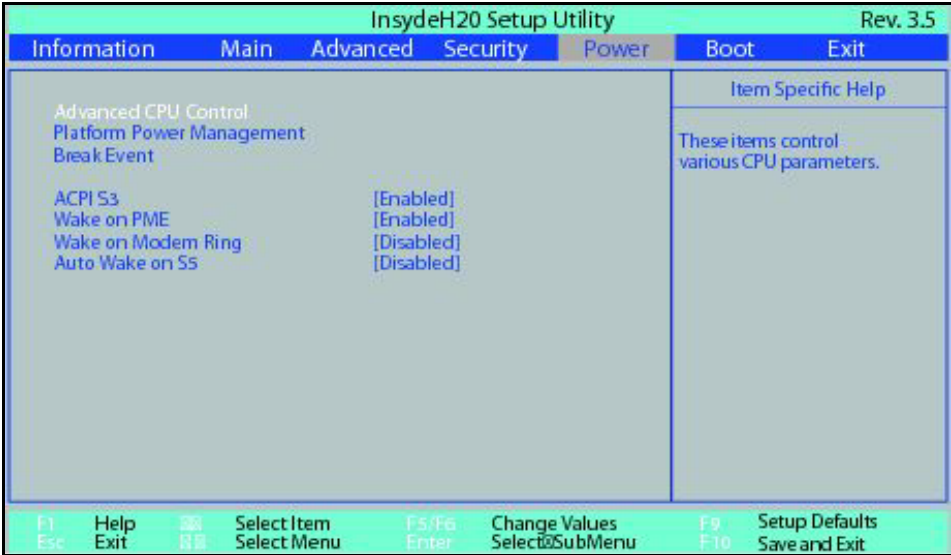 InsydeH20 Setup Utility Rev. 3.5
Information Main Advanced Security Power Boot Exit
Item Specific Help
Advanced CPU Control
Platform Power Management
Break Event
These items control
various CPU parameters.
ACPI S3 [Enabled]
Wake on PME [Enabled]
Wake on Modem Ring [Disabled]
Auto Wake on S5 [Disabled]
F1 Help Select Item F5/F6 Change Values F9 Setup Defaults
Esc Exit Select Menu Enter Select SubMenu F10 Save and Exit